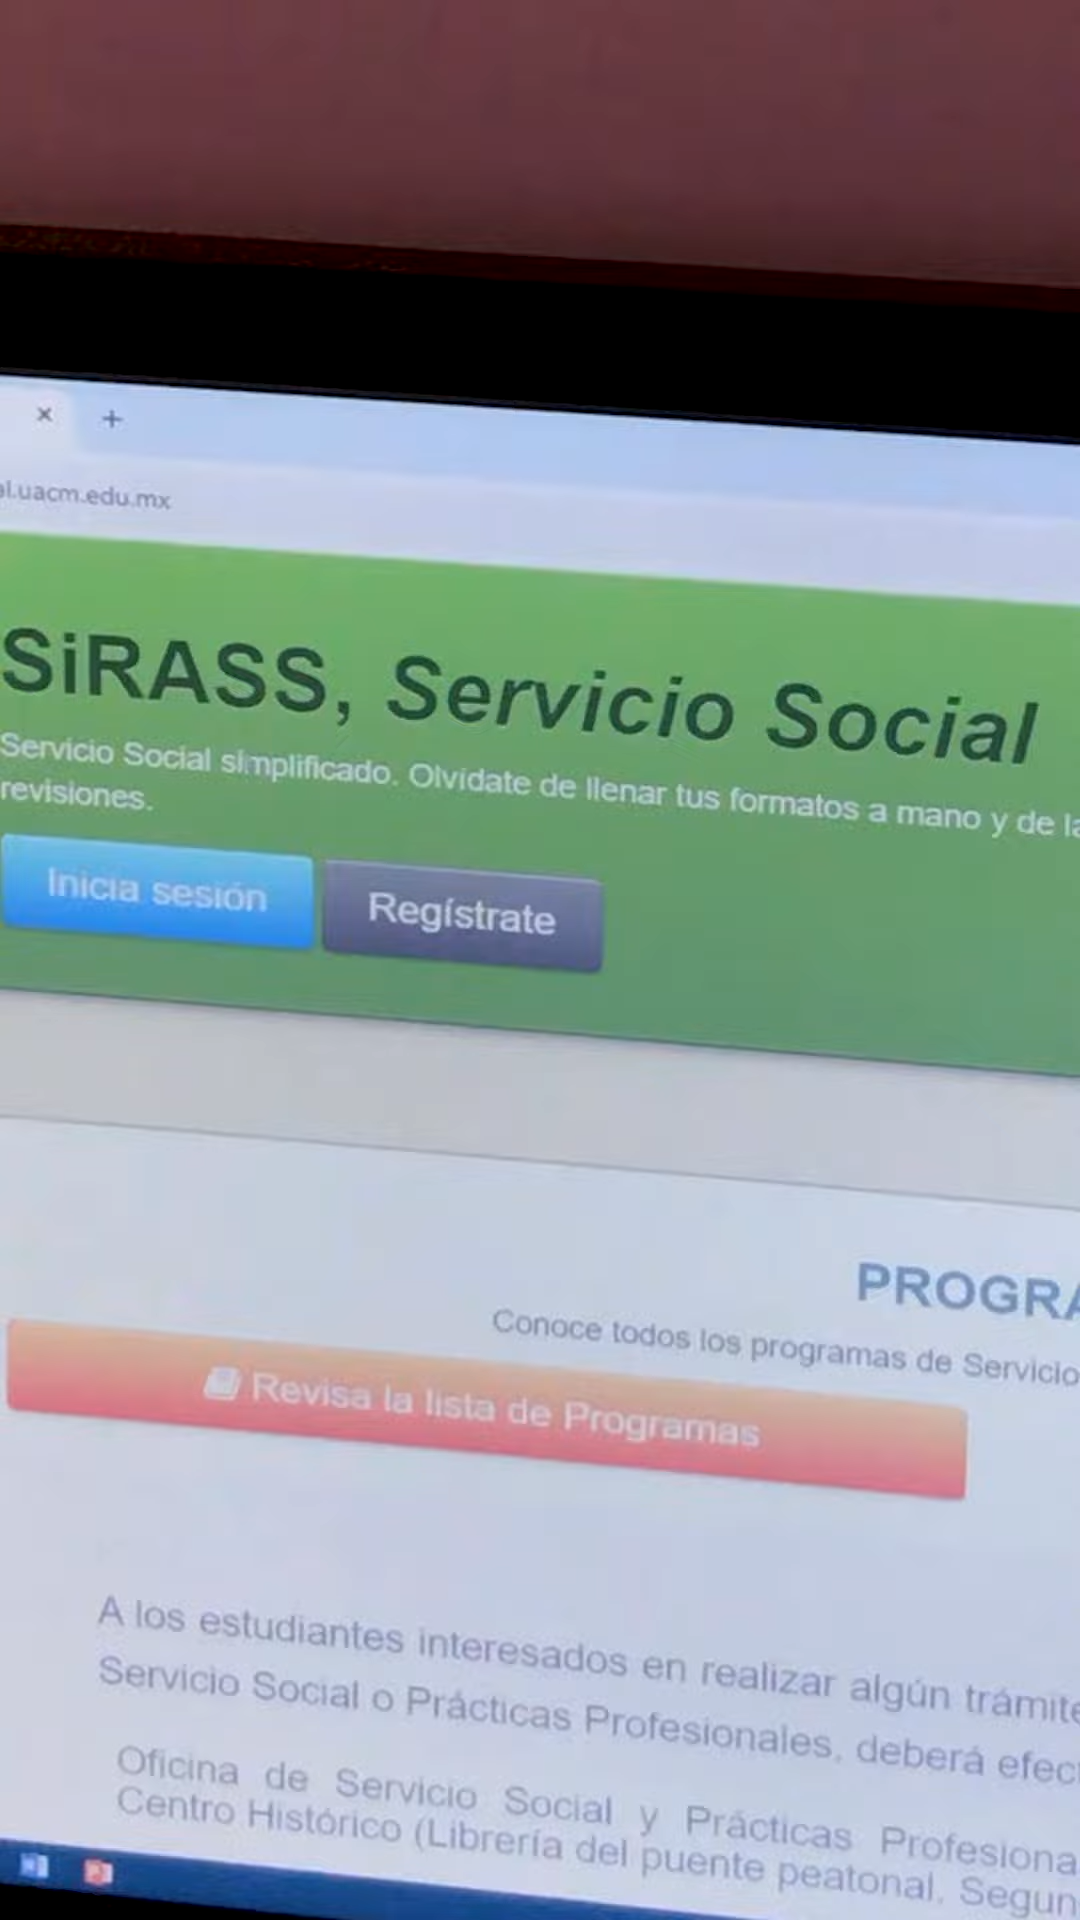 al.uacm.edu.mx
SiRASS, Servicio Social
Servicio Social simplificado. Olvídate de llenar tus formatos a mano y de la
revisiones.
Inicia sesión
Regístrate
PROGRA
Conoce todos los programas de Servicio
Revisa la lista de Programas
A los estudiantes interesados en realizar algún trámite
Servicio Social o Prácticas Profesionales, deberá efec
Oficina de Servicio Social y Prácticas Profesiona
Centro Histórico (Librería del puente peatonal. Segun